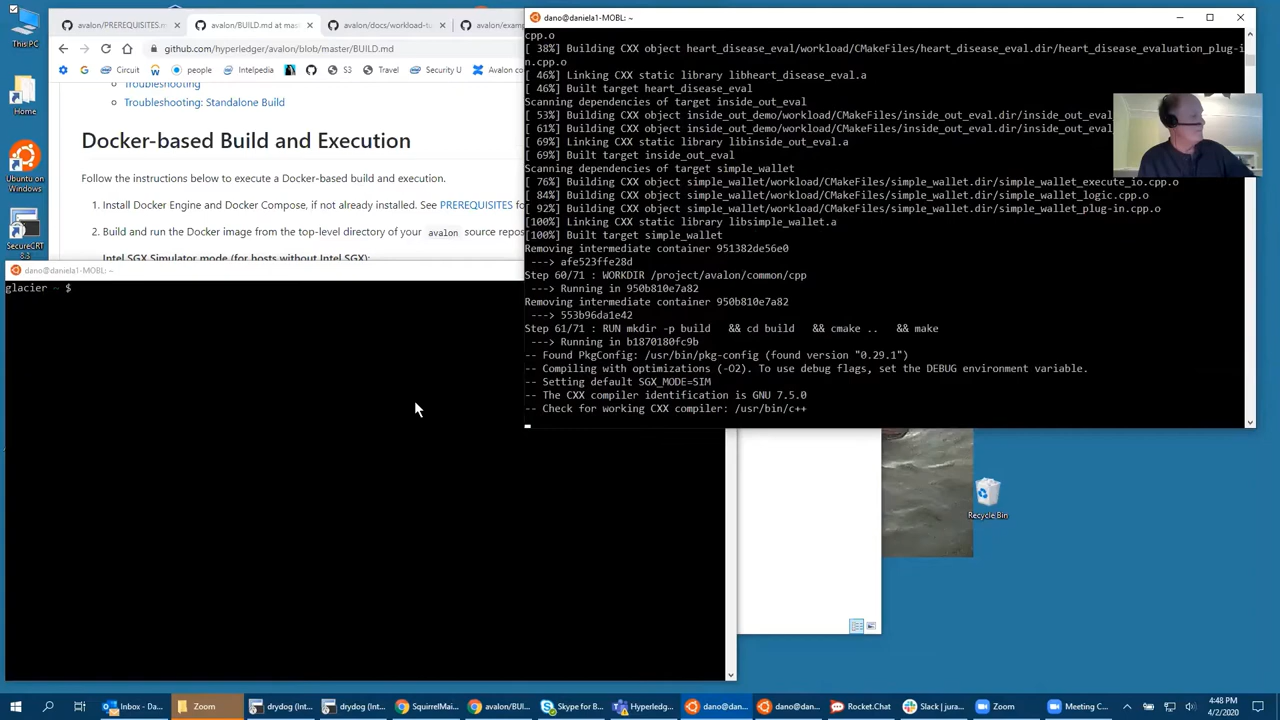 This PC
Home
Ubuntu on
Windows
SecureCRT
8.5
avalon/PREREQUISITES.m
avalon/BUILD.md at mast
avalon/docs/workload-tu
avalon/exam
github.com/hyperledger/avalon/blob/master/BUILD.md
Circuit
people
Intelpedia
S3
Travel
Security U
Avalon co
Troubleshooting
Troubleshooting: Standalone Build
Docker-based Build and Execution
Follow the instructions below to execute a Docker-based build and execution.
1. Install Docker Engine and Docker Compose, if not already installed. See PREREQUISITES fo
2. Build and run the Docker image from the top-level directory of your avalon source repos
Intel SGX Simulator mode (for hosts without Intel SGX):
dano@daniela1-MOBL: ~
glacier ~ $
dano@daniela1-MOBL: ~
cpp.o
[ 38%] Building CXX object heart_disease_eval/workload/CMakeFiles/heart_disease_eval.dir/heart_disease_evaluation_plug-i
n.cpp.o
[ 46%] Linking CXX static library libheart_disease_eval.a
[ 46%] Built target heart_disease_eval
Scanning dependencies of target inside_out_eval
[ 53%] Building CXX object inside_out_demo/workload/CMakeFiles/inside_out_eval.dir/inside_out_eval
[ 61%] Building CXX object inside_out_demo/workload/CMakeFiles/inside_out_eval.dir/inside_out_eval
[ 69%] Linking CXX static library libinside_out_eval.a
[ 69%] Built target inside_out_eval
Scanning dependencies of target simple_wallet
[ 76%] Building CXX object simple_wallet/workload/CMakeFiles/simple_wallet.dir/simple_wallet_execute_io.cpp.o
[ 84%] Building CXX object simple_wallet/workload/CMakeFiles/simple_wallet.dir/simple_wallet_logic.cpp.o
[ 92%] Building CXX object simple_wallet/workload/CMakeFiles/simple_wallet.dir/simple_wallet_plug-in.cpp.o
[100%] Linking CXX static library libsimple_wallet.a
[100%] Built target simple_wallet
Removing intermediate container 951382de56e0
---> afe523ffe28d
Step 60/71 : WORKDIR /project/avalon/common/cpp
---> Running in 950b810e7a82
Removing intermediate container 950b810e7a82
---> 553b96da1e42
Step 61/71 : RUN mkdir -p build && cd build && cmake .. && make
---> Running in b1870180fc9b
-- Found PkgConfig: /usr/bin/pkg-config (found version "0.29.1")
-- Compiling with optimizations (-O2). To use debug flags, set the DEBUG environment variable.
-- Setting default SGX_MODE=SIM
-- The CXX compiler identification is GNU 7.5.0
-- Check for working CXX compiler: /usr/bin/c++
Recycle Bin
Inbox - Da...
Zoom
drydog (Int...
drydog (Int...
SquirrelMai...
avalon/BUI...
Skype for B...
Hyperledg...
dano@dan...
dano@dan...
Rocket.Chat
Slack | jura...
Zoom
Meeting C...
4:48 PM
4/2/2020